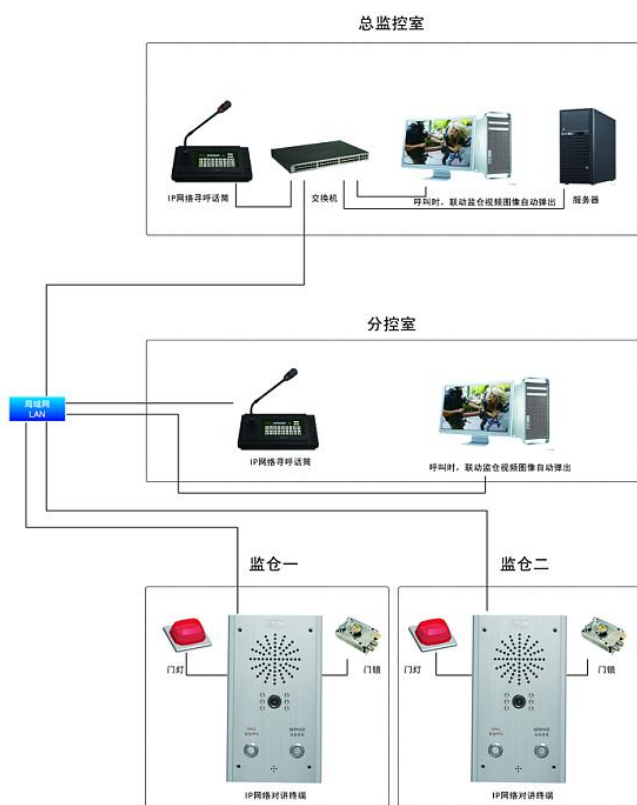 总监控室
IP网络寻呼话筒
交换机
呼叫时，联动监仓视频图像自动弹出
服务器
分控室
局域网
LAN
IP网络寻呼话筒
呼叫时，联动监仓视频图像自动弹出
监仓一
监仓二
门灯
门锁
门灯
门锁
IP网络对讲终端
IP网络对讲终端